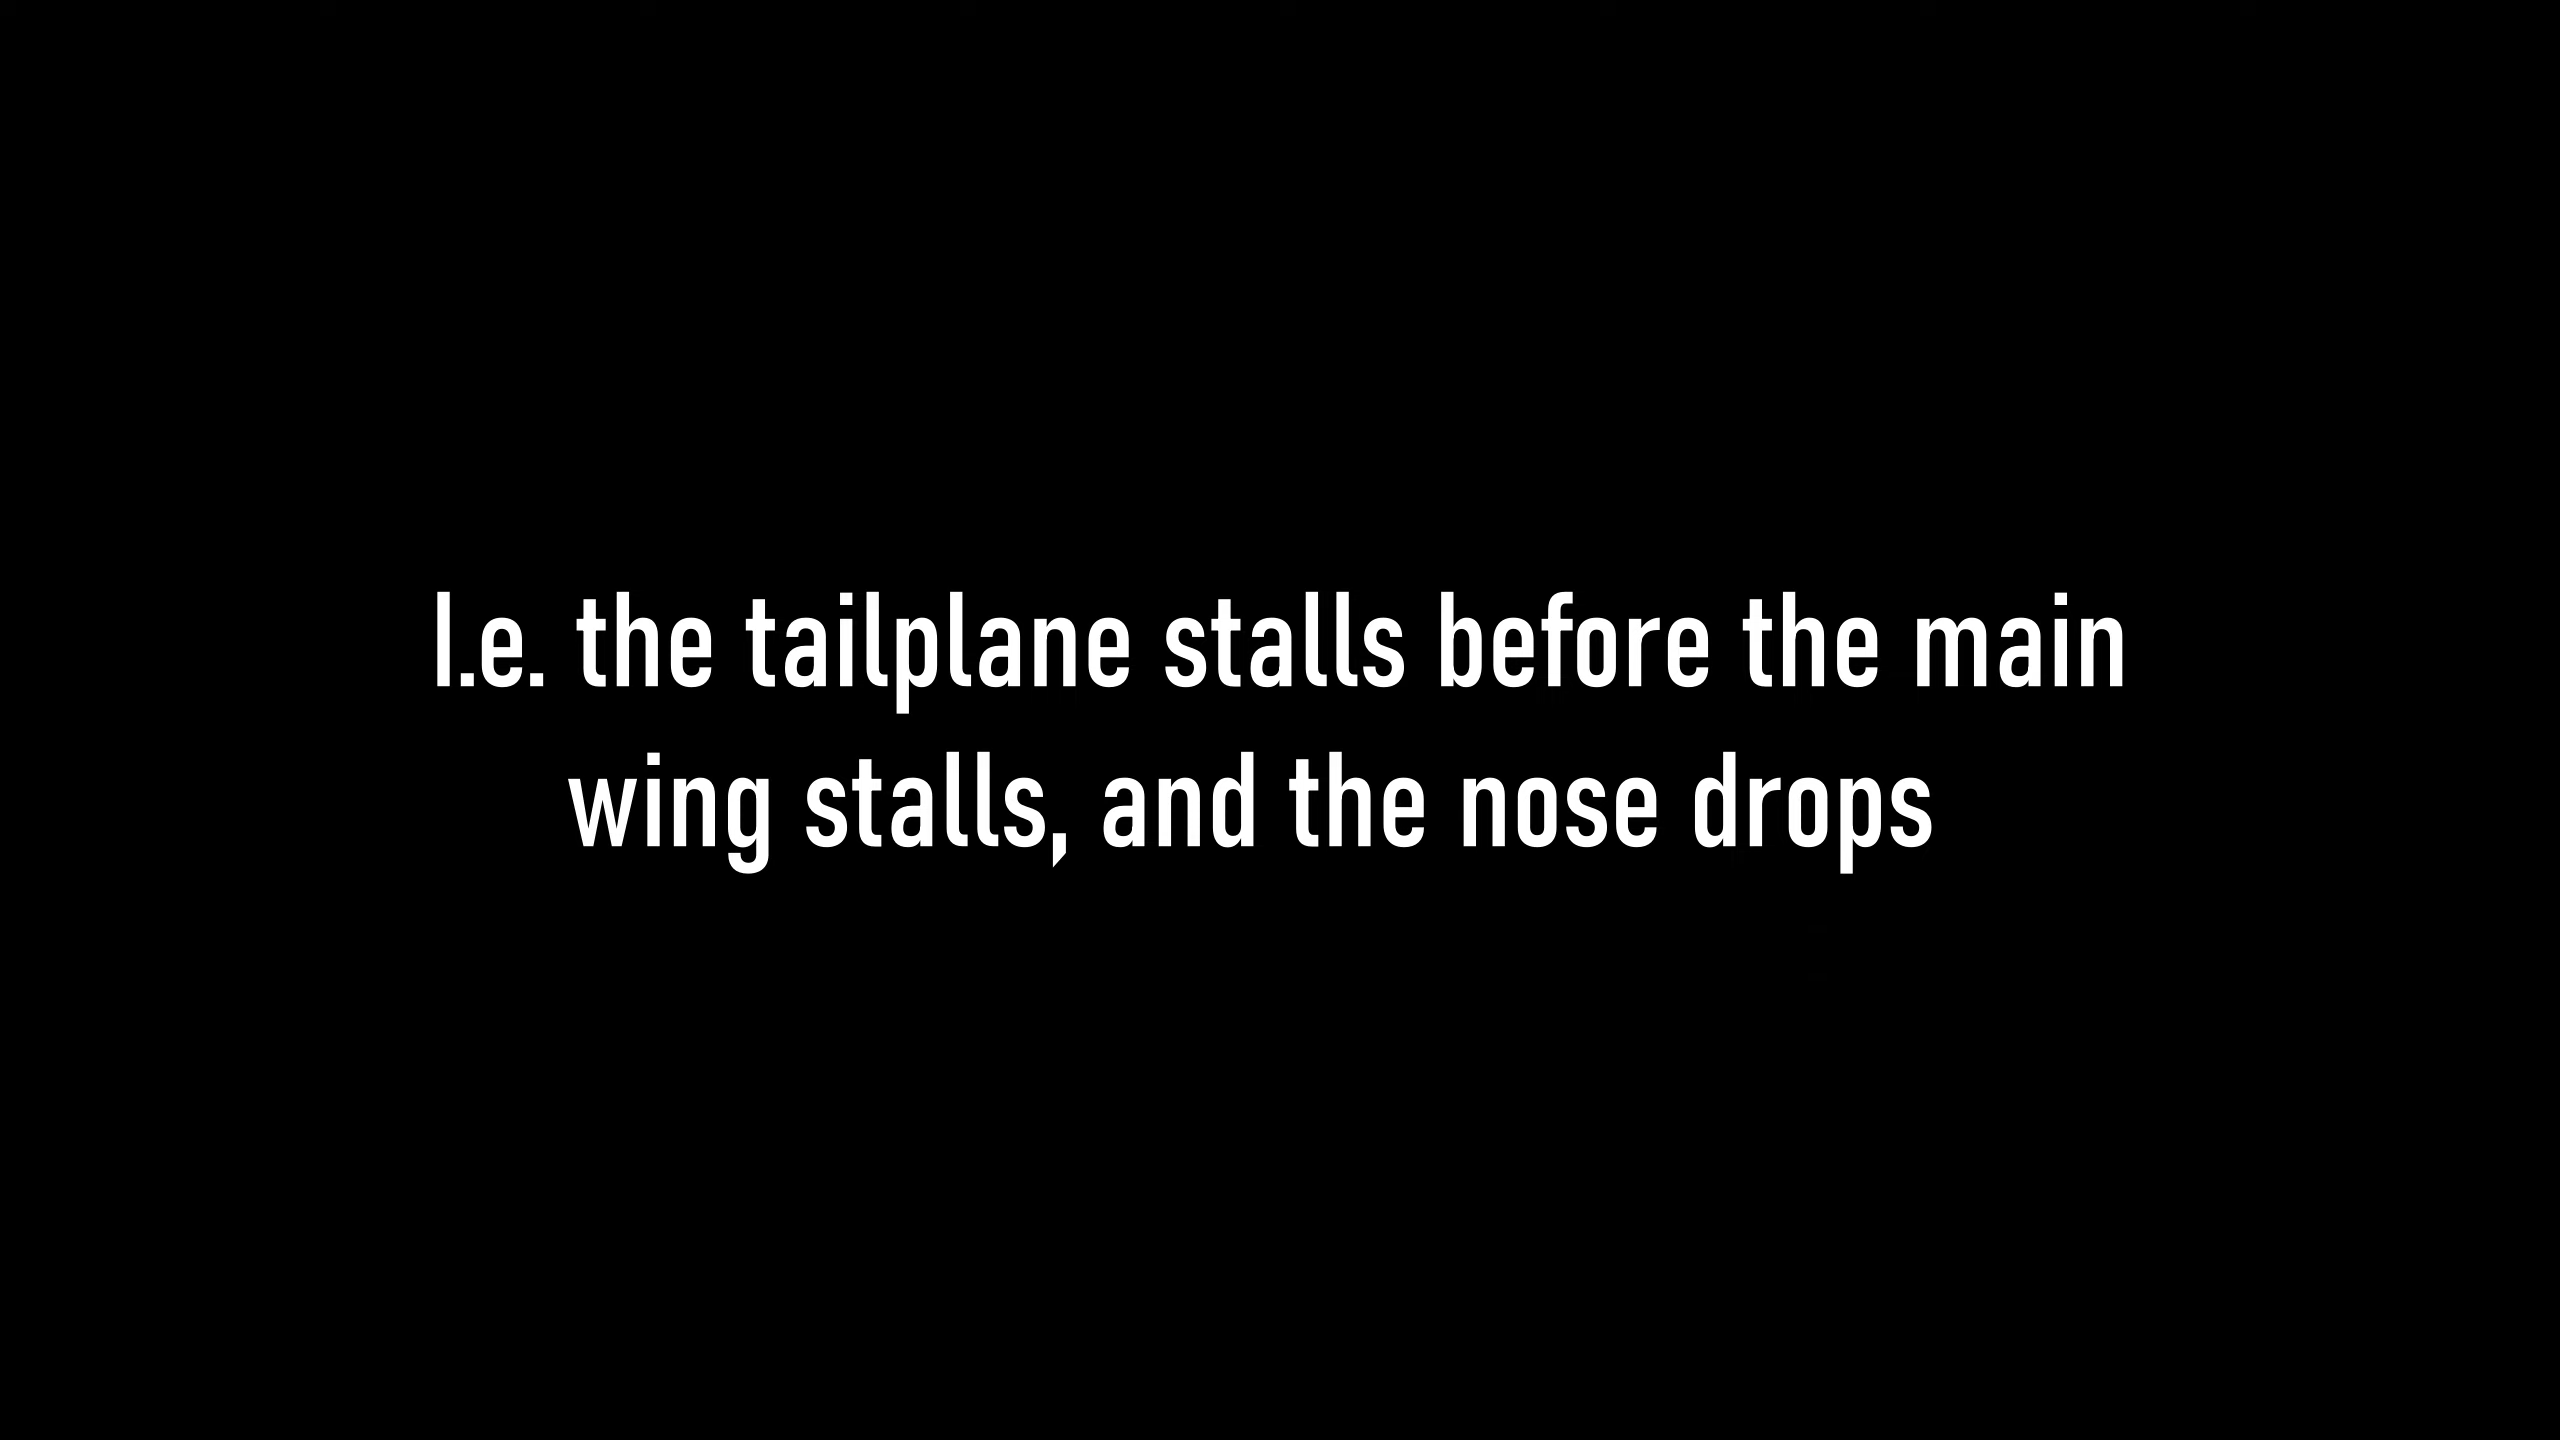 I.e. the tailplane stalls before the main
wing stalls, and the nose drops